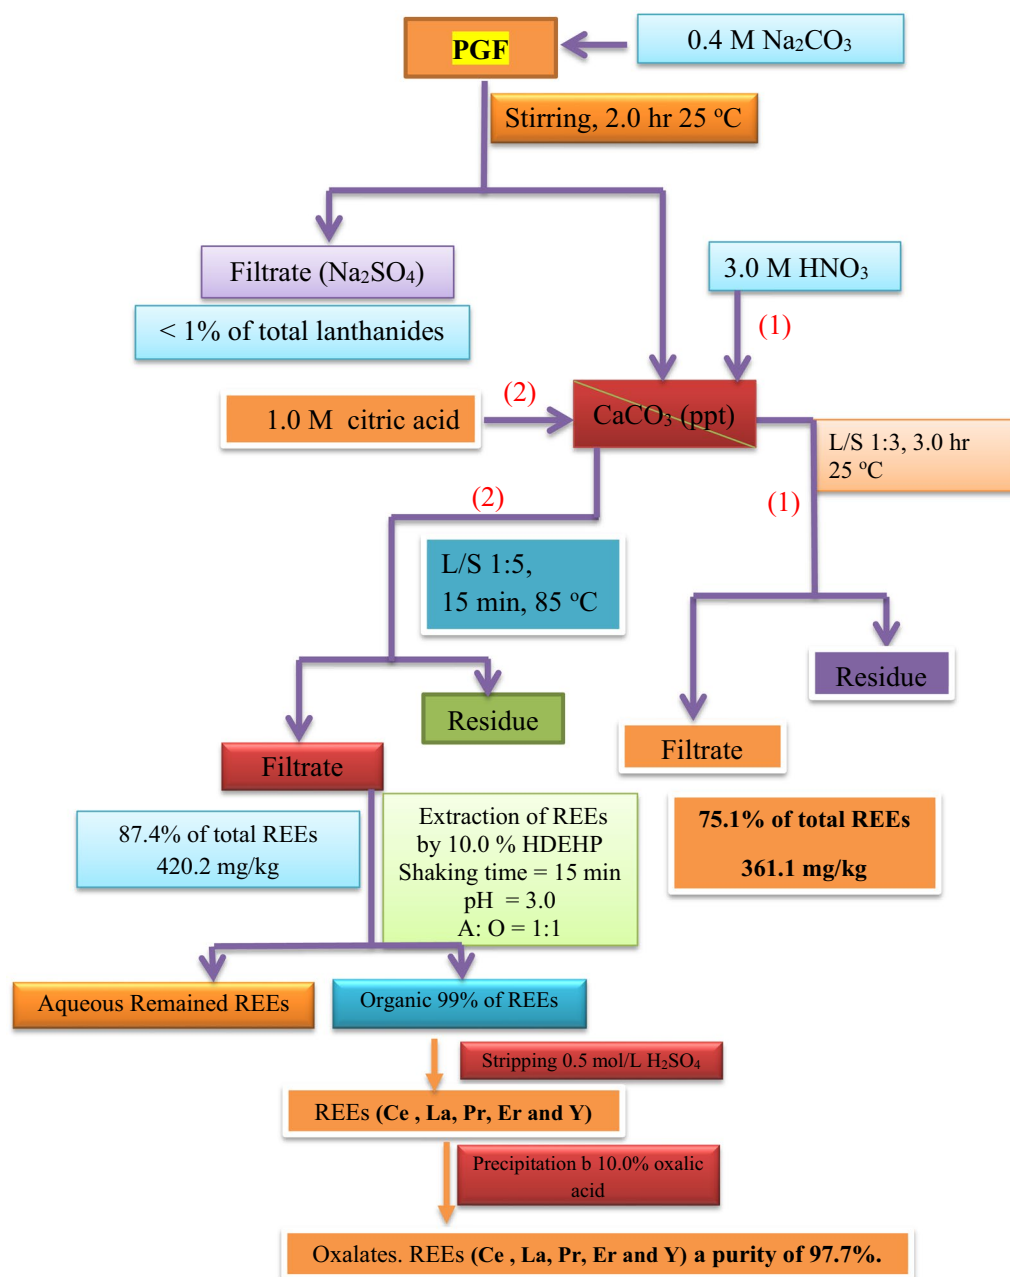 PGF
0.4 M Na₂CO₃
Stirring, 2.0 hr 25 ºC
Filtrate (Na₂SO₄)
< 1% of total lanthanides
3.0 M HNO₃
(1)
(2)
1.0 M citric acid
CaCO₃ (ppt)
L/S 1:3, 3.0 hr
25 ºC
(2)
(1)
L/S 1:5,
15 min, 85 ºC
Residue
Residue
Filtrate
Filtrate
87.4% of total REEs
420.2 mg/kg
Extraction of REEs
by 10.0 % HDEHP
Shaking time = 15 min
pH = 3.0
A: O = 1:1
75.1% of total REEs
361.1 mg/kg
Aqueous Remained REEs
Organic 99% of REEs
Stripping 0.5 mol/L H₂SO₄
REEs (Ce , La, Pr, Er and Y)
Precipitation b 10.0% oxalic
acid
Oxalates. REEs (Ce , La, Pr, Er and Y) a purity of 97.7%.